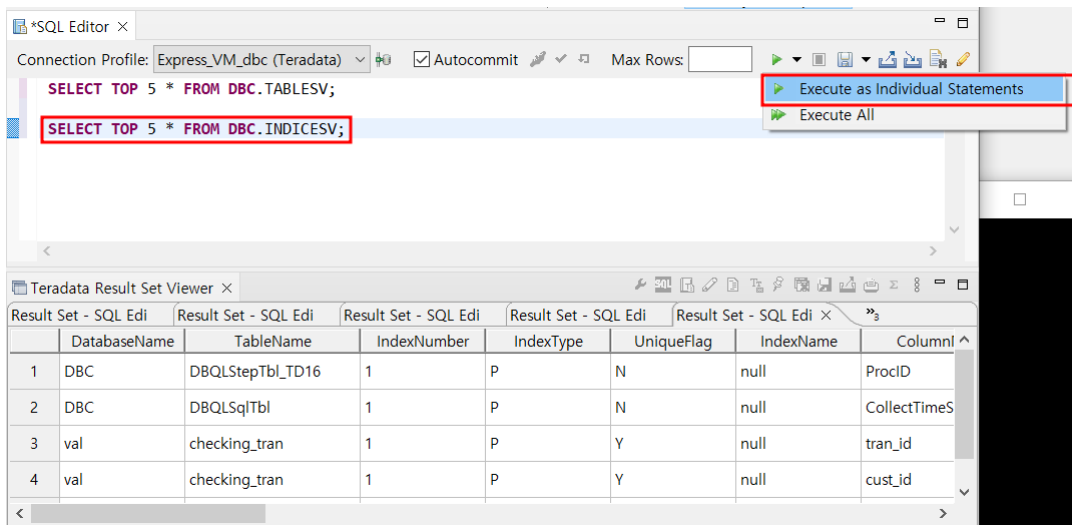 *SQL Editor
Connection Profile: Express_VM_dbc (Teradata) Autocommit Max Rows:
SELECT TOP 5 * FROM DBC.TABLESV;
Execute as Individual Statements
Execute All
SELECT TOP 5 * FROM DBC.INDICESV;
Teradata Result Set Viewer
Result Set - SQL Edi Result Set - SQL Edi Result Set - SQL Edi Result Set - SQL Edi Result Set - SQL Edi »3
DatabaseName TableName IndexNumber IndexType UniqueFlag IndexName
1 DBC DBQLStepTbl_TD16 1 P N null ProcID
2 DBC DBQLSqlTbl 1 P N null CollectTimeS
3 val checking_tran 1 P Y null tran_id
4 val checking_tran 1 P Y null cust_id